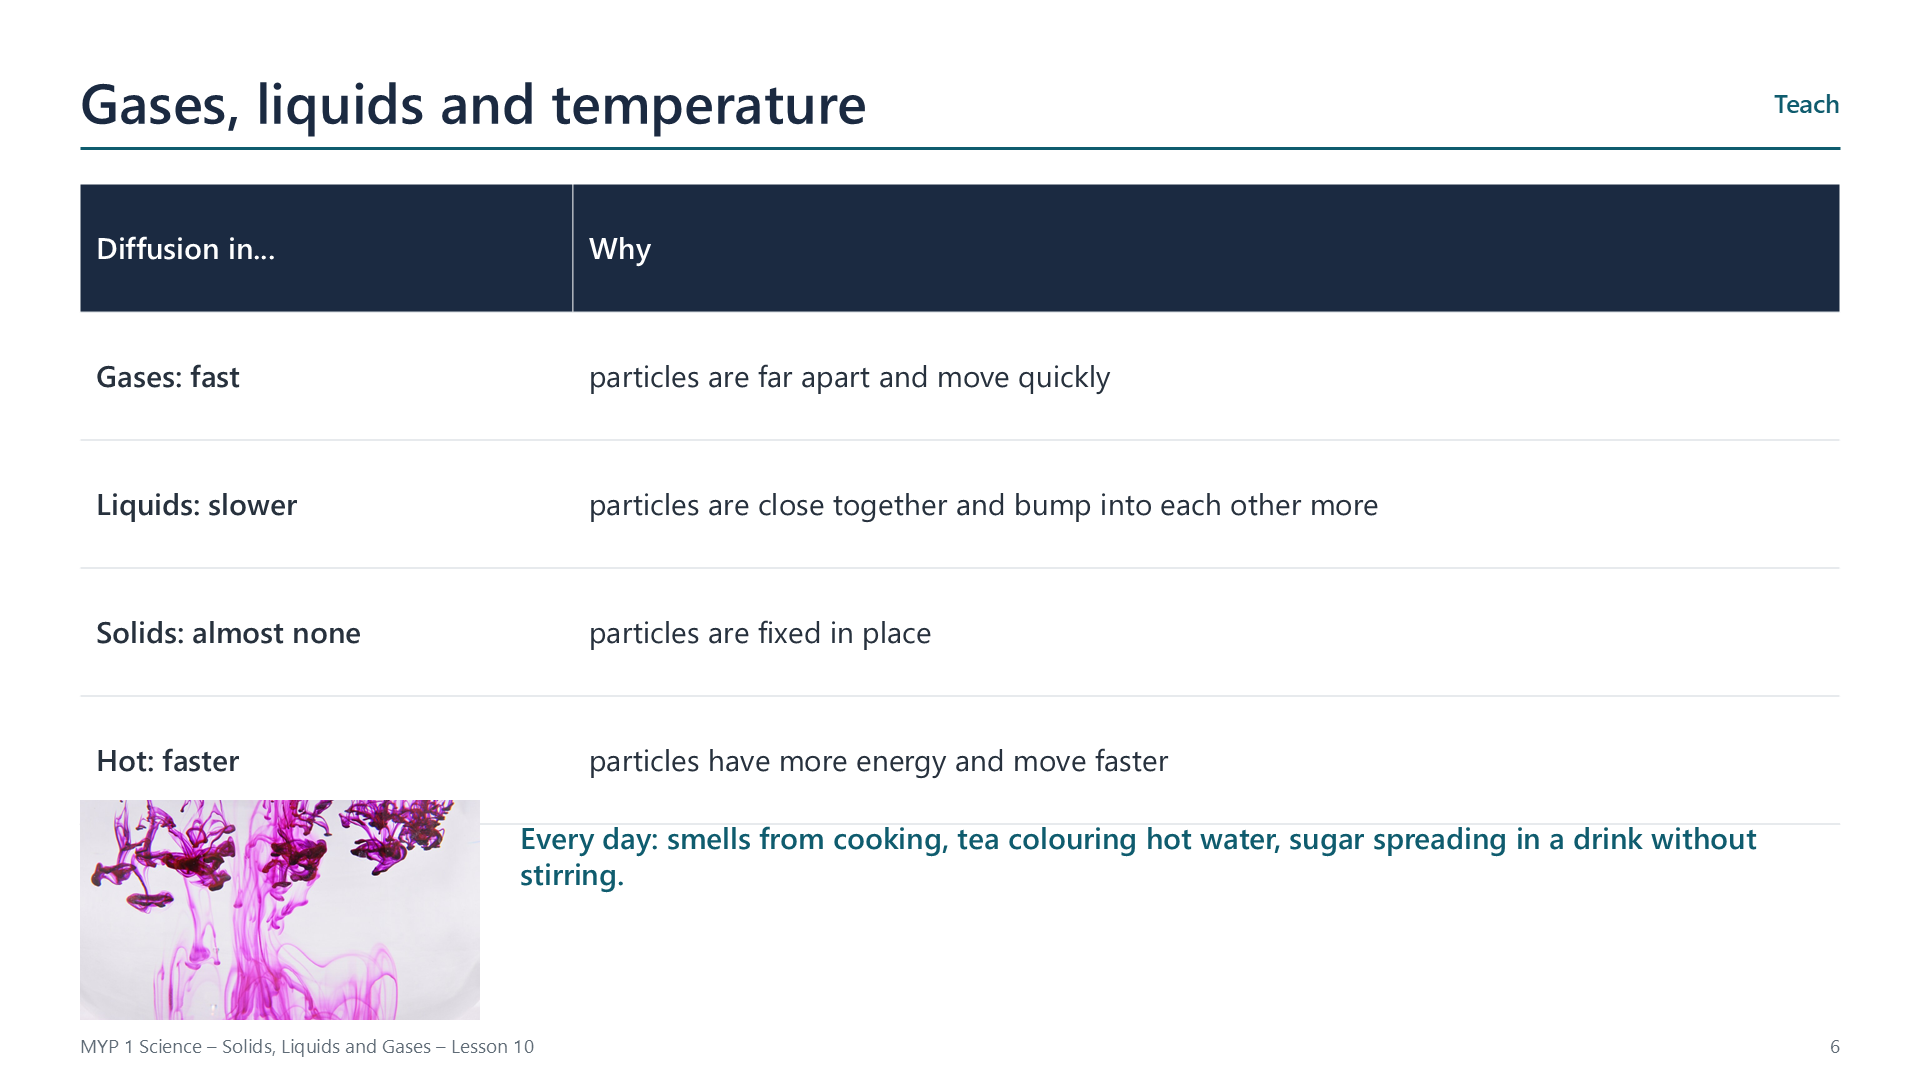 Gases, liquids and temperature
Teach
Diffusion in...
Why
Gases: fast
particles are far apart and move quickly
Liquids: slower
particles are close together and bump into each other more
Solids: almost none
particles are fixed in place
Hot: faster
particles have more energy and move faster
Every day: smells from cooking, tea colouring hot water, sugar spreading in a drink without
stirring.
MYP 1 Science – Solids, Liquids and Gases – Lesson 10
6